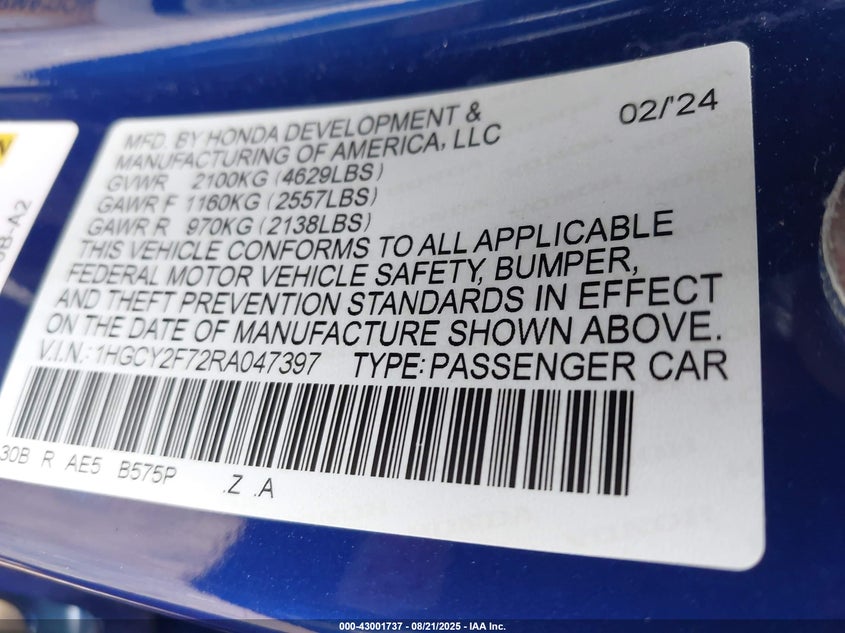 02/'24
MFD. BY HONDA DEVELOPMENT &
MANUFACTURING OF AMERICA, LLC
GVWR 2100KG (4629LBS)
GAWR F 1160KG (2557LBS)
GAWR R 970KG (2138LBS)
THIS VEHICLE CONFORMS TO ALL APPLICABLE
FEDERAL MOTOR VEHICLE SAFETY, BUMPER,
AND THEFT PREVENTION STANDARDS IN EFFECT
ON THE DATE OF MANUFACTURE SHOWN ABOVE.
V.I.N.: 1HGCY2F72RA047397 TYPE: PASSENGER CAR
30B R AE5 B575P .Z .A
B-A2
000-43001737 - 08/21/2025 - IAA Inc.